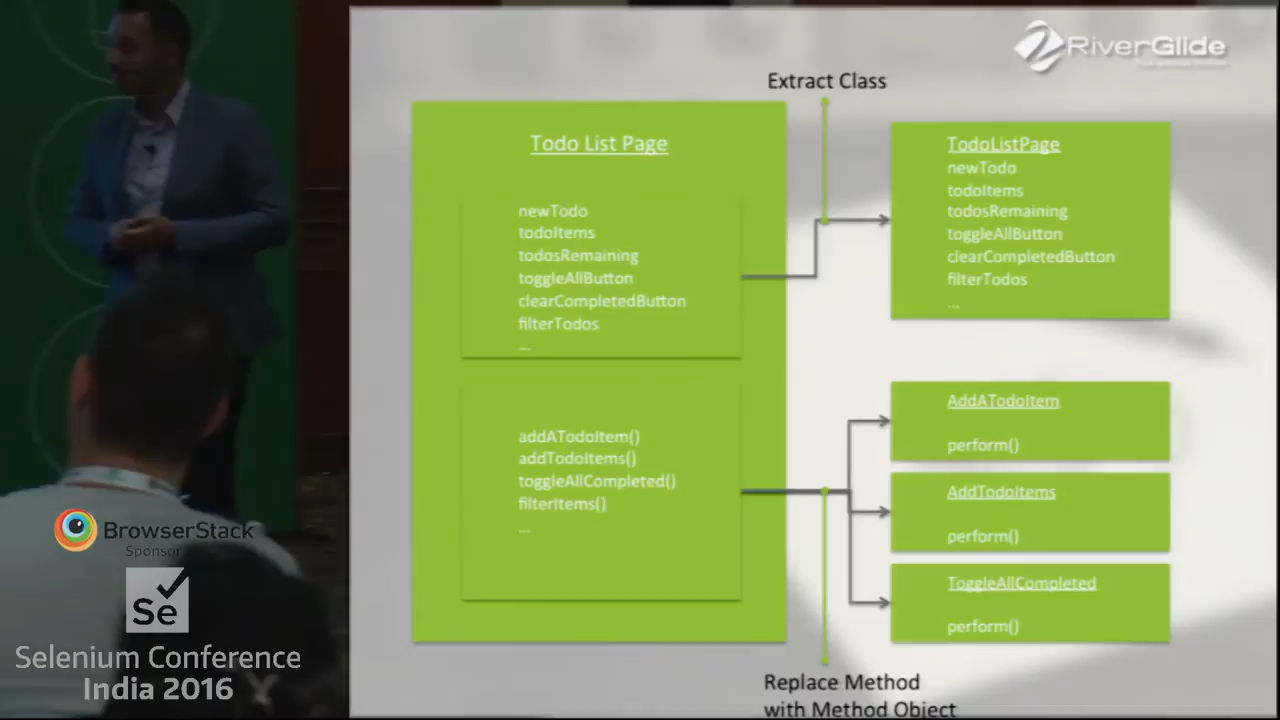 RiverGlide
Extract Class
Todo List Page
newTodo
todoItems
todosRemaining
toggleAllButton
clearCompletedButton
filterTodos
...
addATodoItem()
addTodoItems()
toggleAllCompleted()
filterItems()
...
TodoListPage
newTodo
todoItems
todosRemaining
toggleAllButton
clearCompletedButton
filterTodos
...
AddATodoItem
perform()
AddTodoItems
perform()
ToggleAllCompleted
perform()
Replace Method
with Method Object
BrowserStack
Sponsor
Se
Selenium Conference
India 2016